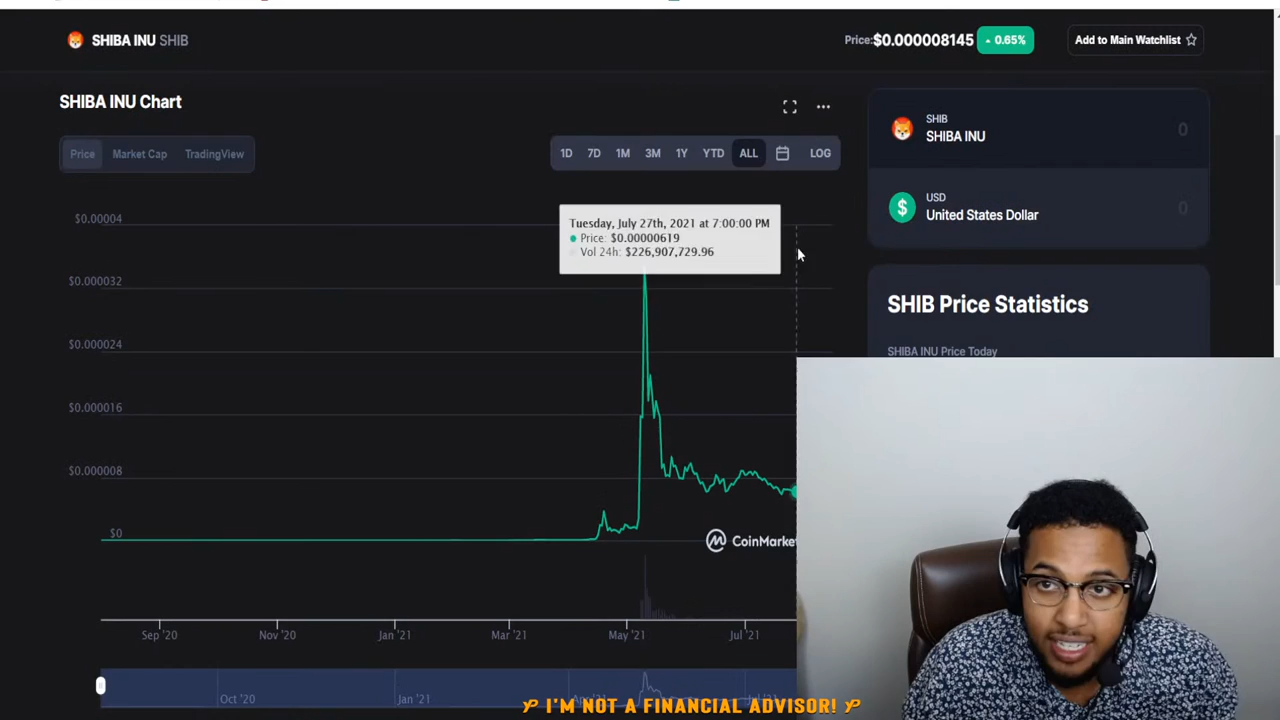 SHIBA INU SHIB
Price:$0.000008145
0.65%
Add to Main Watchlist
SHIBA INU Chart
Price
Market Cap
TradingView
1D 7D 1M 3M 1Y YTD ALL LOG
SHIB
SHIBA INU
0
USD
United States Dollar
0
$
SHIB Price Statistics
SHIBA INU Price Today
Tuesday, July 27th, 2021 at 7:00:00 PM
Price: $0.00000619
Vol 24h: $226,907,729.96
$0.00004
$0.000032
$0.000024
$0.000016
$0.000008
$0
CoinMarket
Sep '20 Nov '20 Jan '21 Mar '21 May '21 Jul '21
Oct '20 Jan '21
I'M NOT A FINANCIAL ADVISOR!